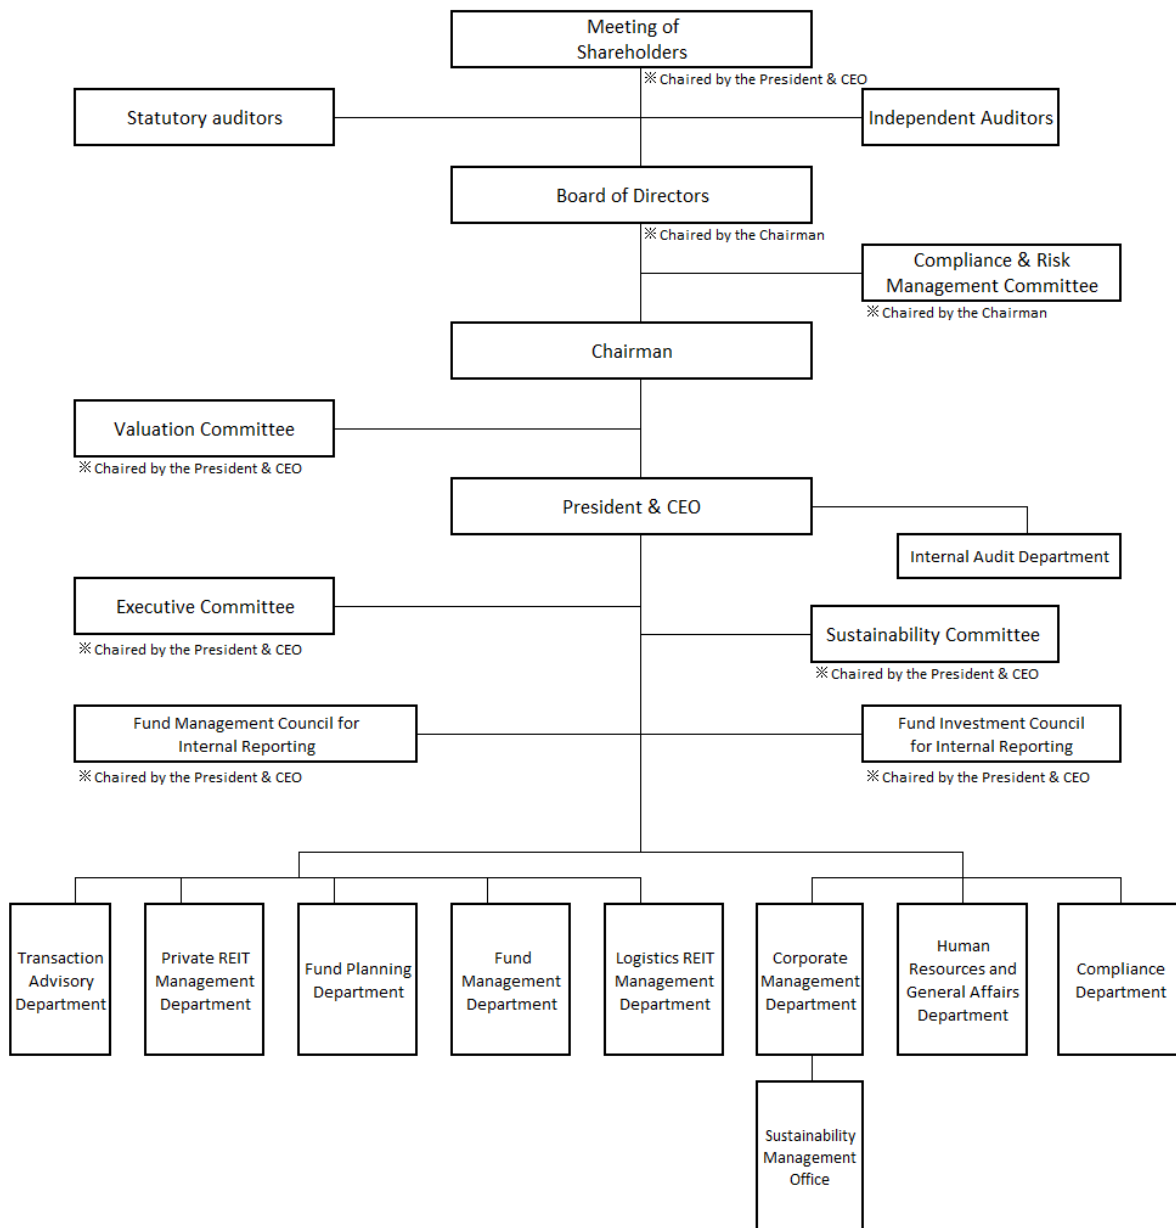 Meeting of
Shareholders
※Chaired by the President & CEO
Statutory auditors
Independent Auditors
Board of Directors
※Chaired by the Chairman
Compliance & Risk
Management Committee
※Chaired by the Chairman
Chairman
Valuation Committee
※Chaired by the President & CEO
President & CEO
Internal Audit Department
Executive Committee
※Chaired by the President & CEO
Sustainability Committee
※Chaired by the President & CEO
Fund Management Council for
Internal Reporting
※Chaired by the President & CEO
Fund Investment Council
for Internal Reporting
※Chaired by the President & CEO
Transaction
Advisory
Department
Private REIT
Management
Department
Fund Planning
Department
Fund
Management
Department
Logistics REIT
Management
Department
Corporate
Management
Department
Human
Resources and
General Affairs
Department
Compliance
Department
Sustainability
Management
Office